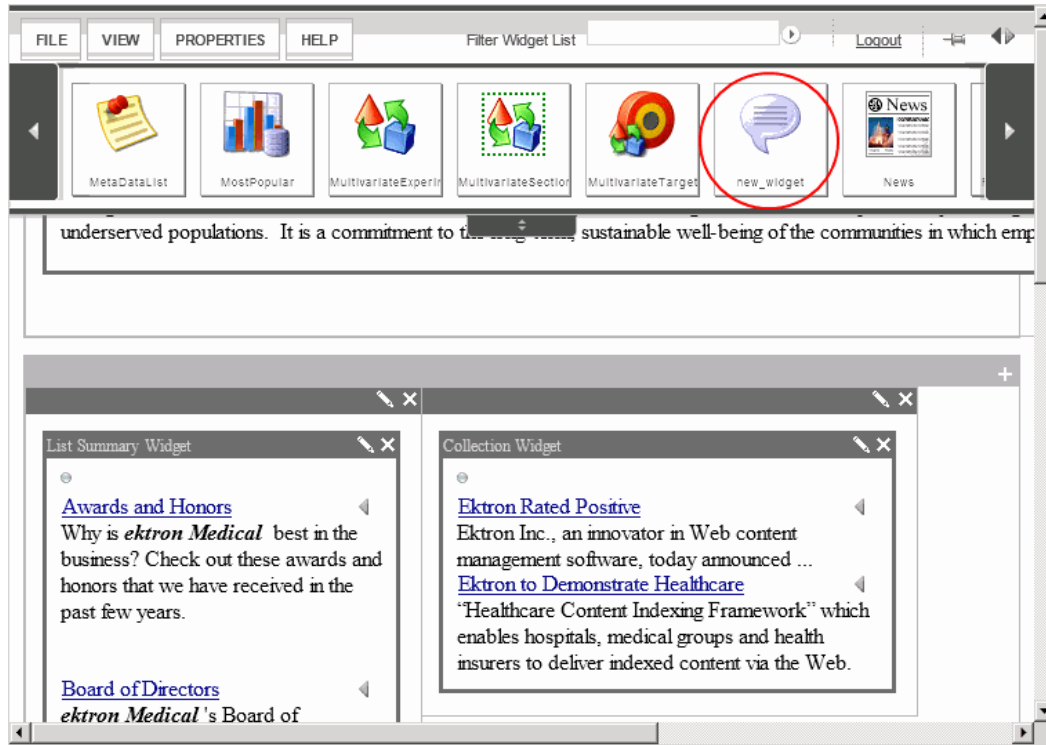 FILE VIEW PROPERTIES HELP Filter Widget List Logout
News
MetaDataList MostPopular MultivariateExperim MultivariateSection MultivariateTarget new_widget News
underserved populations. It is a commitment to sustainable well-being of the communities in which emp
List Summary Widget
Awards and Honors
Why is ektron Medical best in the
business? Check out these awards and
honors that we have received in the
past few years.
Board of Directors
ektron Medical 's Board of
Collection Widget
Ektron Rated Positive
Ektron Inc., an innovator in Web content
management software, today announced ...
Ektron to Demonstrate Healthcare
“Healthcare Content Indexing Framework” which
enables hospitals, medical groups and health
insurers to deliver indexed content via the Web.